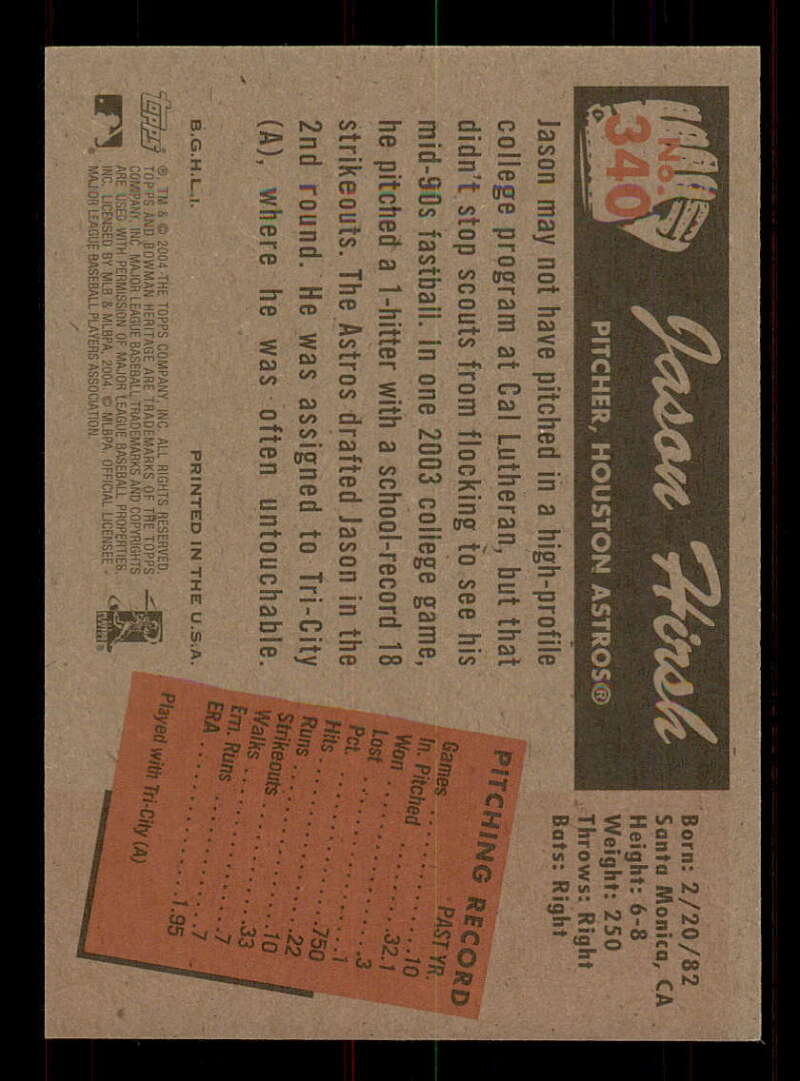 No.
340
Jason Hirsh
PITCHER, HOUSTON ASTROS®
Born: 2/20/82
Santa Monica, CA
Height: 6-8
Weight: 250
Throws: Right
Bats: Right
Jason may not have pitched in a high-profile
college program at Cal Lutheran, but that
didn't stop scouts from flocking to see his
mid-90s fastball. In one 2003 college game,
he pitched a 1-hitter with a school-record 18
strikeouts. The Astros drafted Jason in the
2nd round. He was assigned to Tri-City
(A), where he was often untouchable.
PITCHING RECORD
PAST YR.
Games 10
In. Pitched 32.1
Won 3
Lost 1
Pct. .750
Hits 22
Runs 10
Strikeouts 33
Walks 7
Ern. Runs 7
ERA 1.95
Played with Tri-City (A)
B.G.H.L.I. PRINTED IN THE U.S.A.
TOPPS
®, TM & © 2004 THE TOPPS COMPANY, INC. ALL RIGHTS RESERVED.
TOPPS AND BOWMAN HERITAGE ARE TRADEMARKS OF THE TOPPS
COMPANY, INC. MAJOR LEAGUE BASEBALL TRADEMARKS AND COPYRIGHTS
ARE USED WITH PERMISSION OF MAJOR LEAGUE BASEBALL PROPERTIES,
INC. LICENSED BY MLB & MLBPA, 2004. © MLBPA, OFFICIAL LICENSEE -
MAJOR LEAGUE BASEBALL PLAYERS ASSOCIATION.